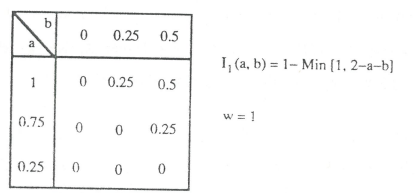 b
a 0 0.25 0.5
1 0 0.25 0.5
I₁ (a, b) = 1– Min [1, 2–a–b]
w = 1
0.75 0 0 0.25
0.25 0 0 0